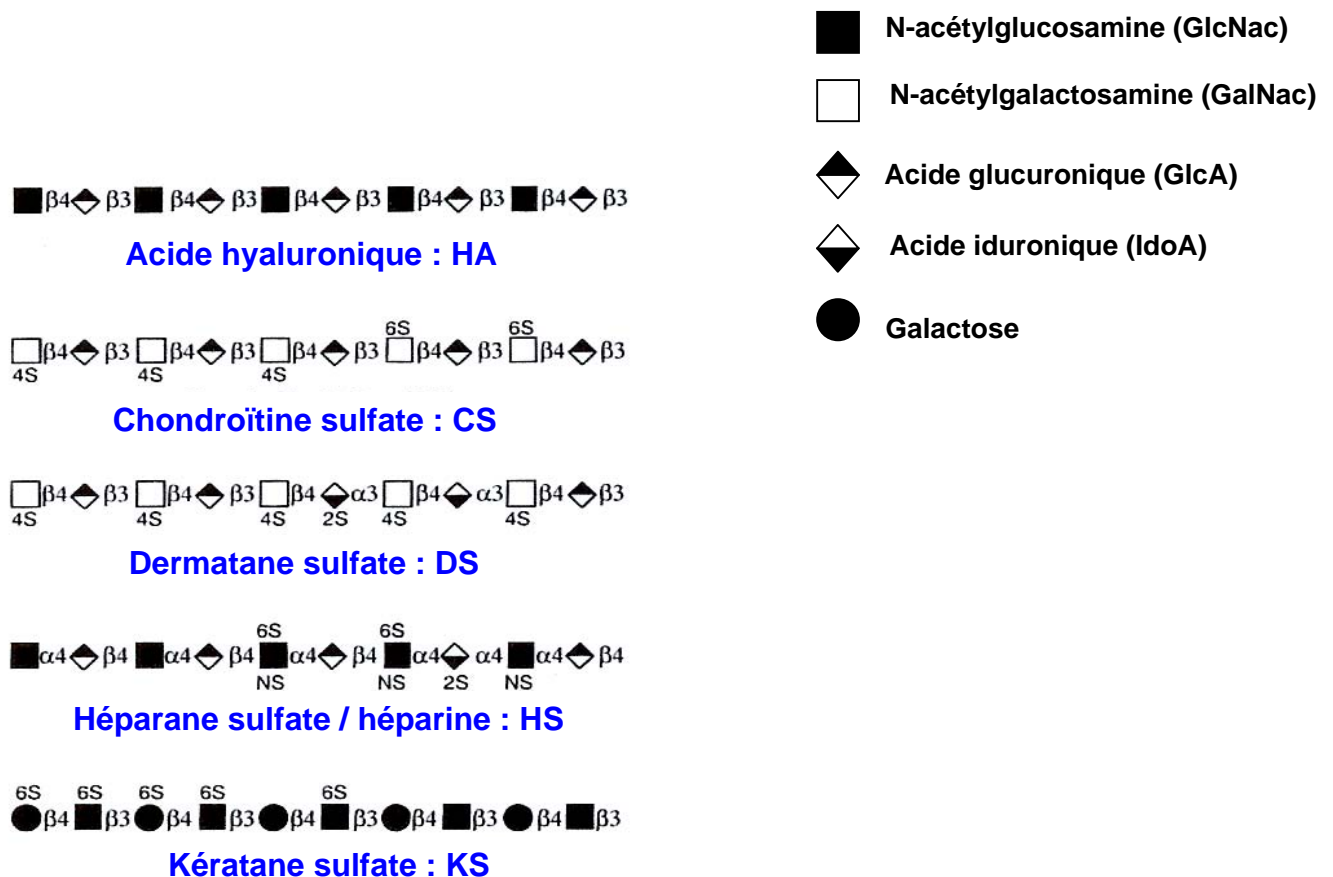 N-acétylglucosamine (GlcNac)
N-acétylgalactosamine (GalNac)
Acide glucuronique (GlcA)
Acide iduronique (IdoA)
Galactose
β4 β3 β4 β3 β4 β3 β4 β3 β4 β3
Acide hyaluronique : HA
6S 6S
β4 β3 β4 β3 β4 β3 β4 β3 β4 β3
4S 4S 4S
Chondroïtine sulfate : CS
β4 β3 β4 β3 β4 α3 β4 α3 β4 β3
4S 4S 4S 2S 4S 4S
Dermatane sulfate : DS
6S 6S
α4 β4 α4 β4 α4 β4 α4 α4 α4 β4
NS NS 2S NS
Héparane sulfate / héparine : HS
6S 6S 6S 6S 6S
β4 β3 β4 β3 β4 β3 β4 β3 β4 β3
Kératane sulfate : KS